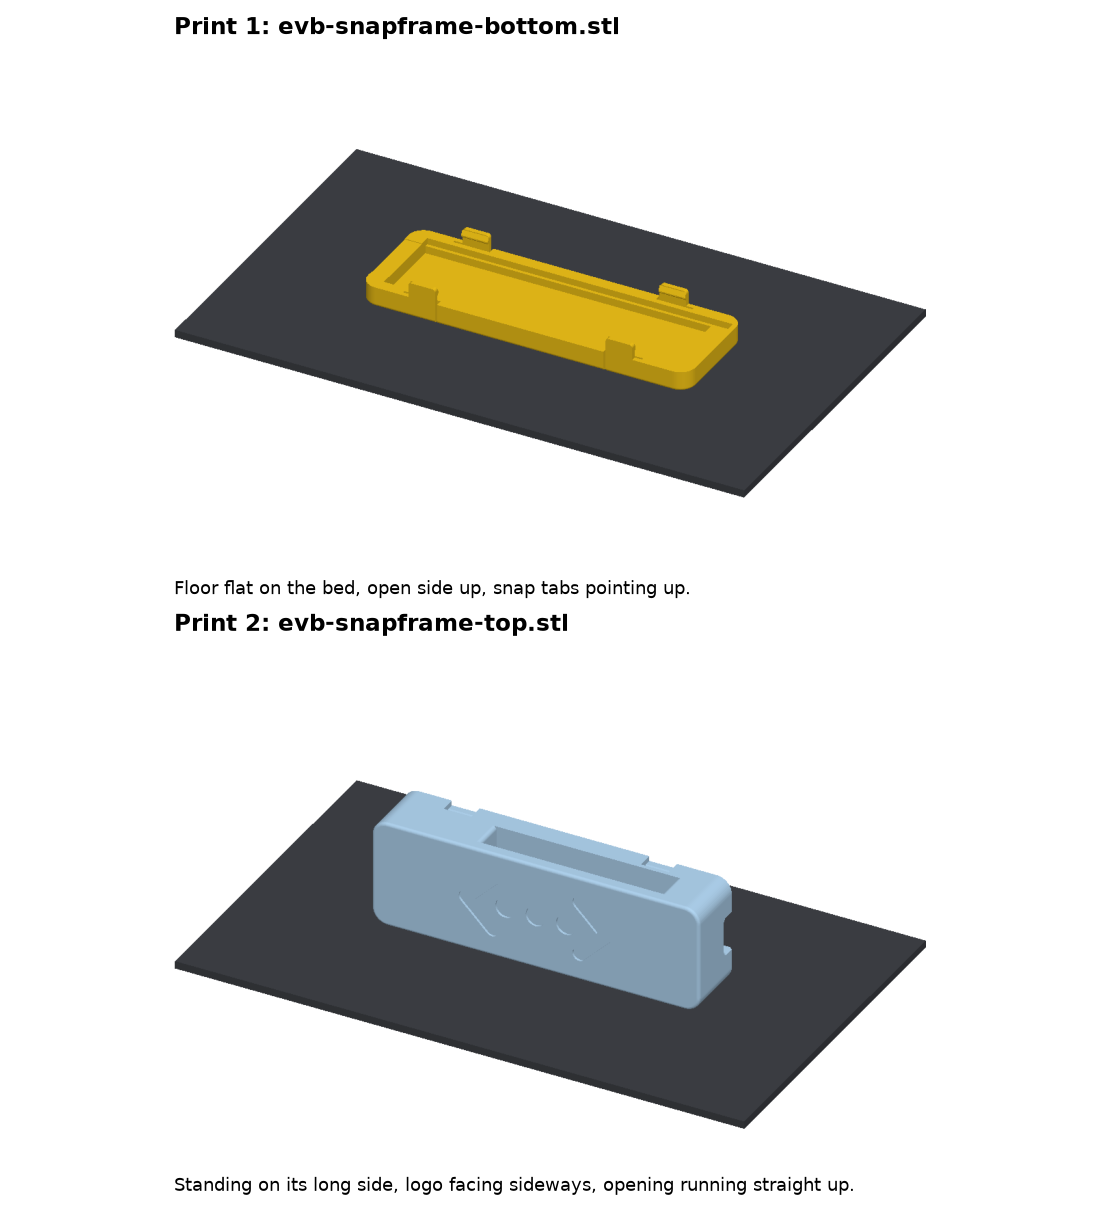 Print 1: evb-snapframe-bottom.stl
Floor flat on the bed, open side up, snap tabs pointing up.
Print 2: evb-snapframe-top.stl
Standing on its long side, logo facing sideways, opening running straight up.